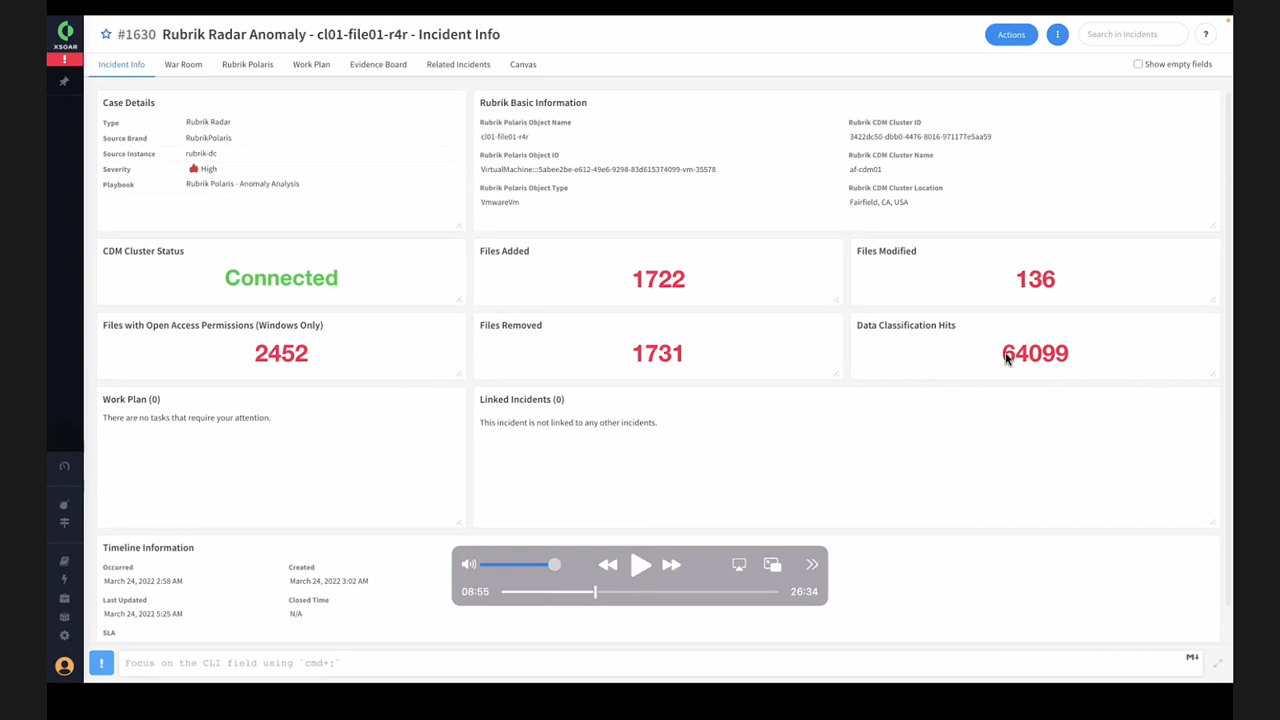 XSOAR
#1630 Rubrik Radar Anomaly - cl01-file01-r4r - Incident Info
Actions
Search in Incidents
?
Incident Info War Room Rubrik Polaris Work Plan Evidence Board Related Incidents Canvas
Show empty fields
Case Details
Type Rubrik Radar
Source Brand RubrikPolaris
Source Instance rubrik-dc
Severity High
Playbook Rubrik Polaris - Anomaly Analysis
Rubrik Basic Information
Rubrik Polaris Object Name
cl01-file01-r4r
Rubrik Polaris Object ID
VirtualMachine:::5abee2be-e612-49e6-9298-83d615374099-vm-35578
Rubrik Polaris Object Type
VmwareVm
Rubrik CDM Cluster ID
3422dc50-dbb0-4476-8016-971177e5aa59
Rubrik CDM Cluster Name
af-cdm01
Rubrik CDM Cluster Location
Fairfield, CA, USA
CDM Cluster Status
Connected
Files Added
1722
Files Modified
136
Files with Open Access Permissions (Windows Only)
2452
Files Removed
1731
Data Classification Hits
64099
Work Plan (0)
There are no tasks that require your attention.
Linked Incidents (0)
This incident is not linked to any other incidents.
Timeline Information
Occurred
March 24, 2022 2:58 AM
Created
March 24, 2022 3:02 AM
Last Updated
March 24, 2022 5:25 AM
Closed Time
N/A
SLA
08:55
26:34
! Focus on the CLI field using `cmd+;`
M↓